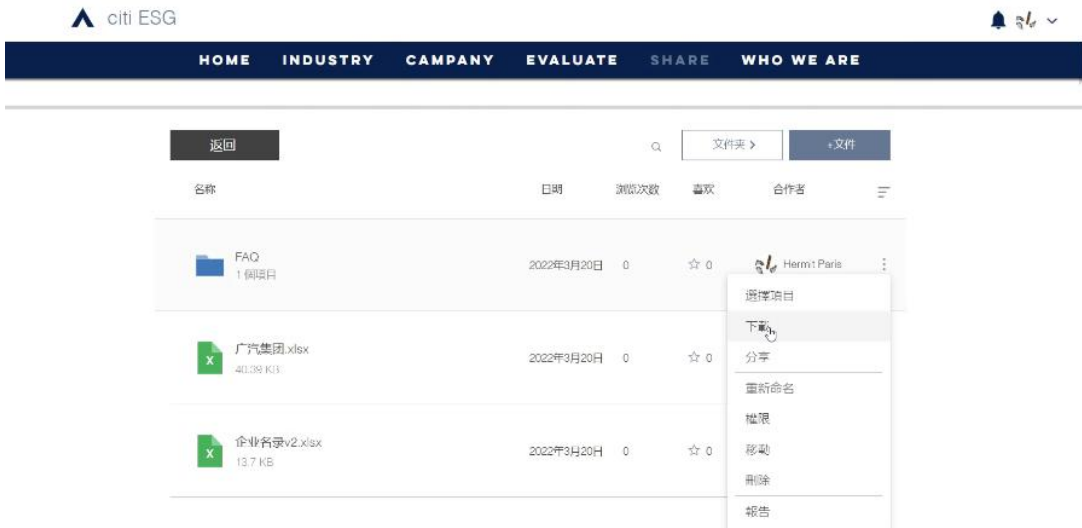 citi ESG
HOME INDUSTRY CAMPANY EVALUATE SHARE WHO WE ARE
返回 文件夹 +文件
名称 日期 浏览次数 喜欢 合作者
FAQ 2022年3月20日 0 0 Hermit Paris
1 個項目
選擇項目
下載
广汽集团.xlsx 2022年3月20日 0 0 分享
40.39 KB
重新命名
權限
企业名录v2.xlsx 2022年3月20日 0 0 移動
13.7 KB
刪除
報告